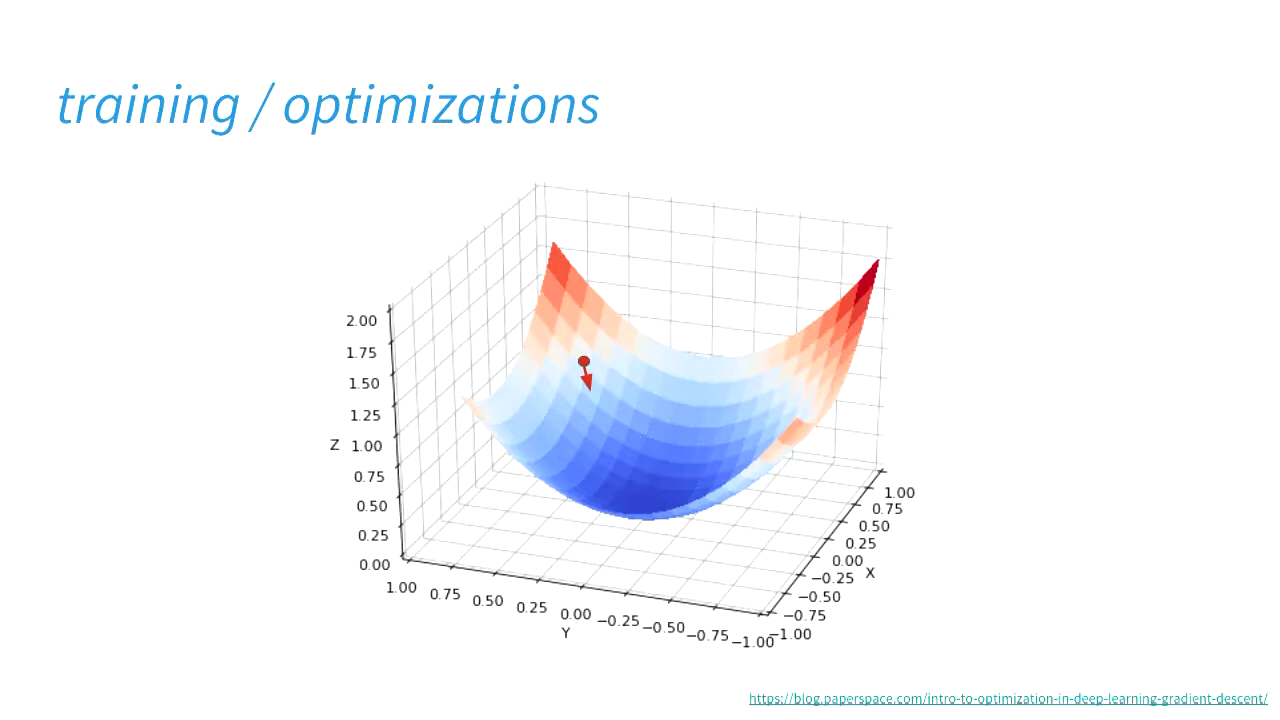 training / optimizations
2.00
1.75
1.50
1.25
Z 1.00
0.75
0.50
0.25
0.00
1.00 0.75 0.50 0.25 0.00 −0.25 −0.50 −0.75 −1.00
Y
1.00
0.75
0.50
0.25
0.00
X
−0.25
−0.50
−0.75
−1.00
https://blog.paperspace.com/intro-to-optimization-in-deep-learning-gradient-descent/